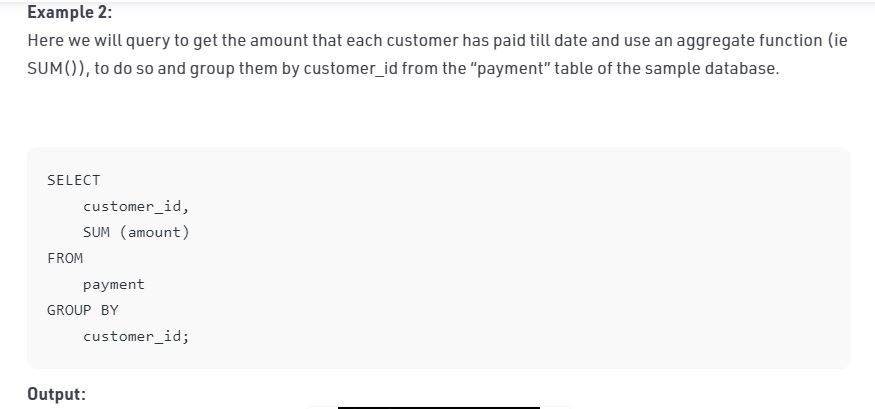 Example 2:
Here we will query to get the amount that each customer has paid till date and use an aggregate function (ie
SUM()), to do so and group them by customer_id from the “payment” table of the sample database.
SELECT
    customer_id,
    SUM (amount)
FROM
    payment
GROUP BY
    customer_id;
Output: